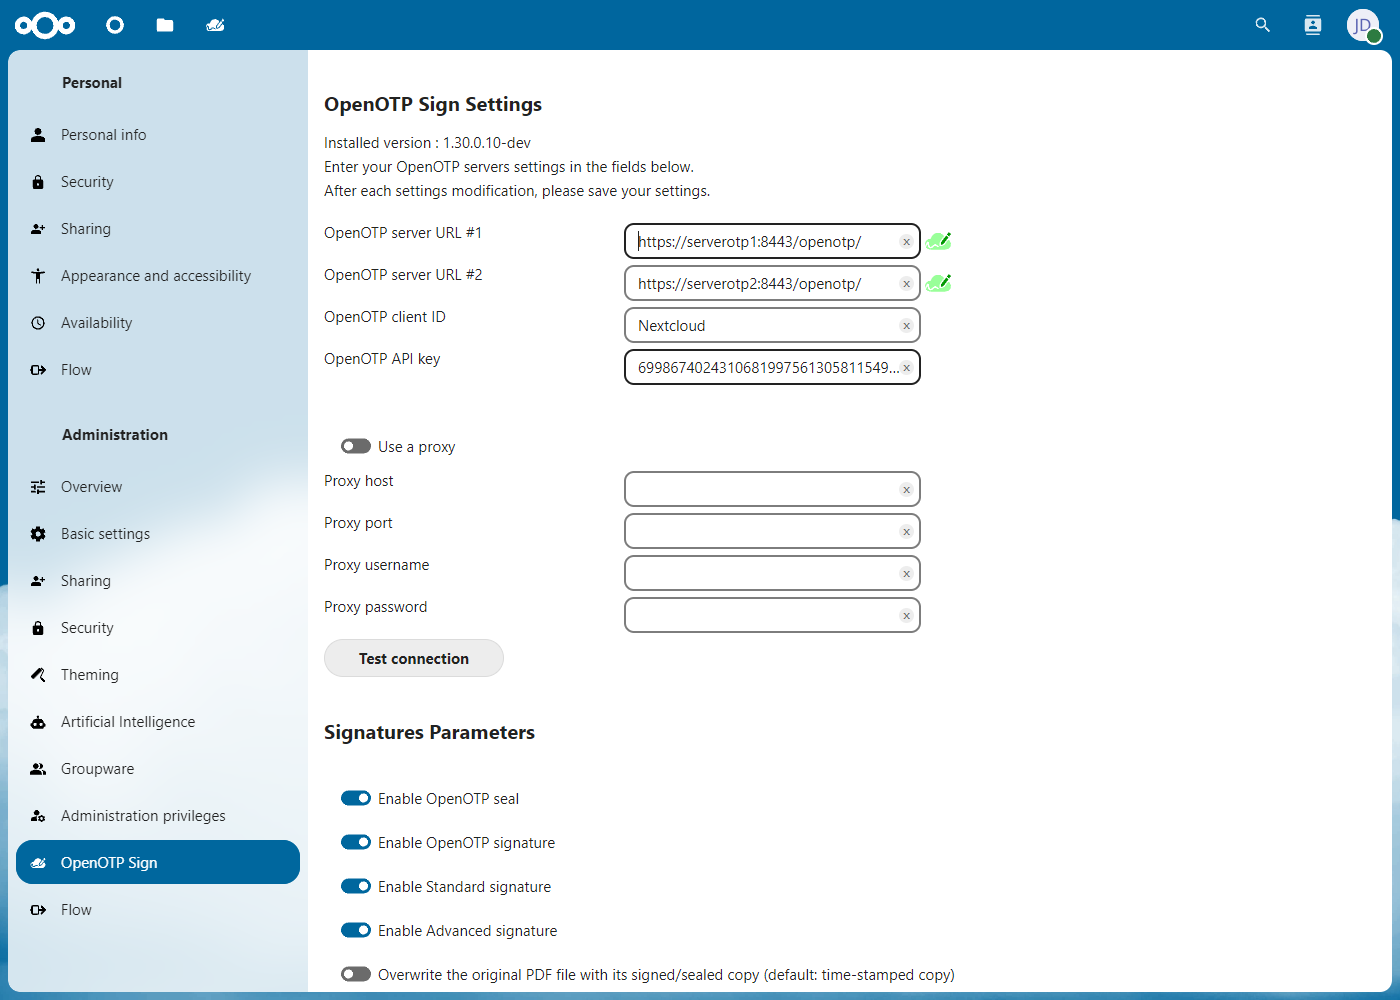 JD
Personal
Personal info
Security
Sharing
Appearance and accessibility
Availability
Flow
Administration
Overview
Basic settings
Sharing
Security
Theming
Artificial Intelligence
Groupware
Administration privileges
OpenOTP Sign
Flow
OpenOTP Sign Settings
Installed version : 1.30.0.10-dev
Enter your OpenOTP servers settings in the fields below.
After each settings modification, please save your settings.
OpenOTP server URL #1
https://serverotp1:8443/openotp/ x
OpenOTP server URL #2
https://serverotp2:8443/openotp/ x
OpenOTP client ID
Nextcloud x
OpenOTP API key
6998674024310681997561305811549... x
Use a proxy
Proxy host
x
Proxy port
x
Proxy username
x
Proxy password
x
Test connection
Signatures Parameters
Enable OpenOTP seal
Enable OpenOTP signature
Enable Standard signature
Enable Advanced signature
Overwrite the original PDF file with its signed/sealed copy (default: time-stamped copy)